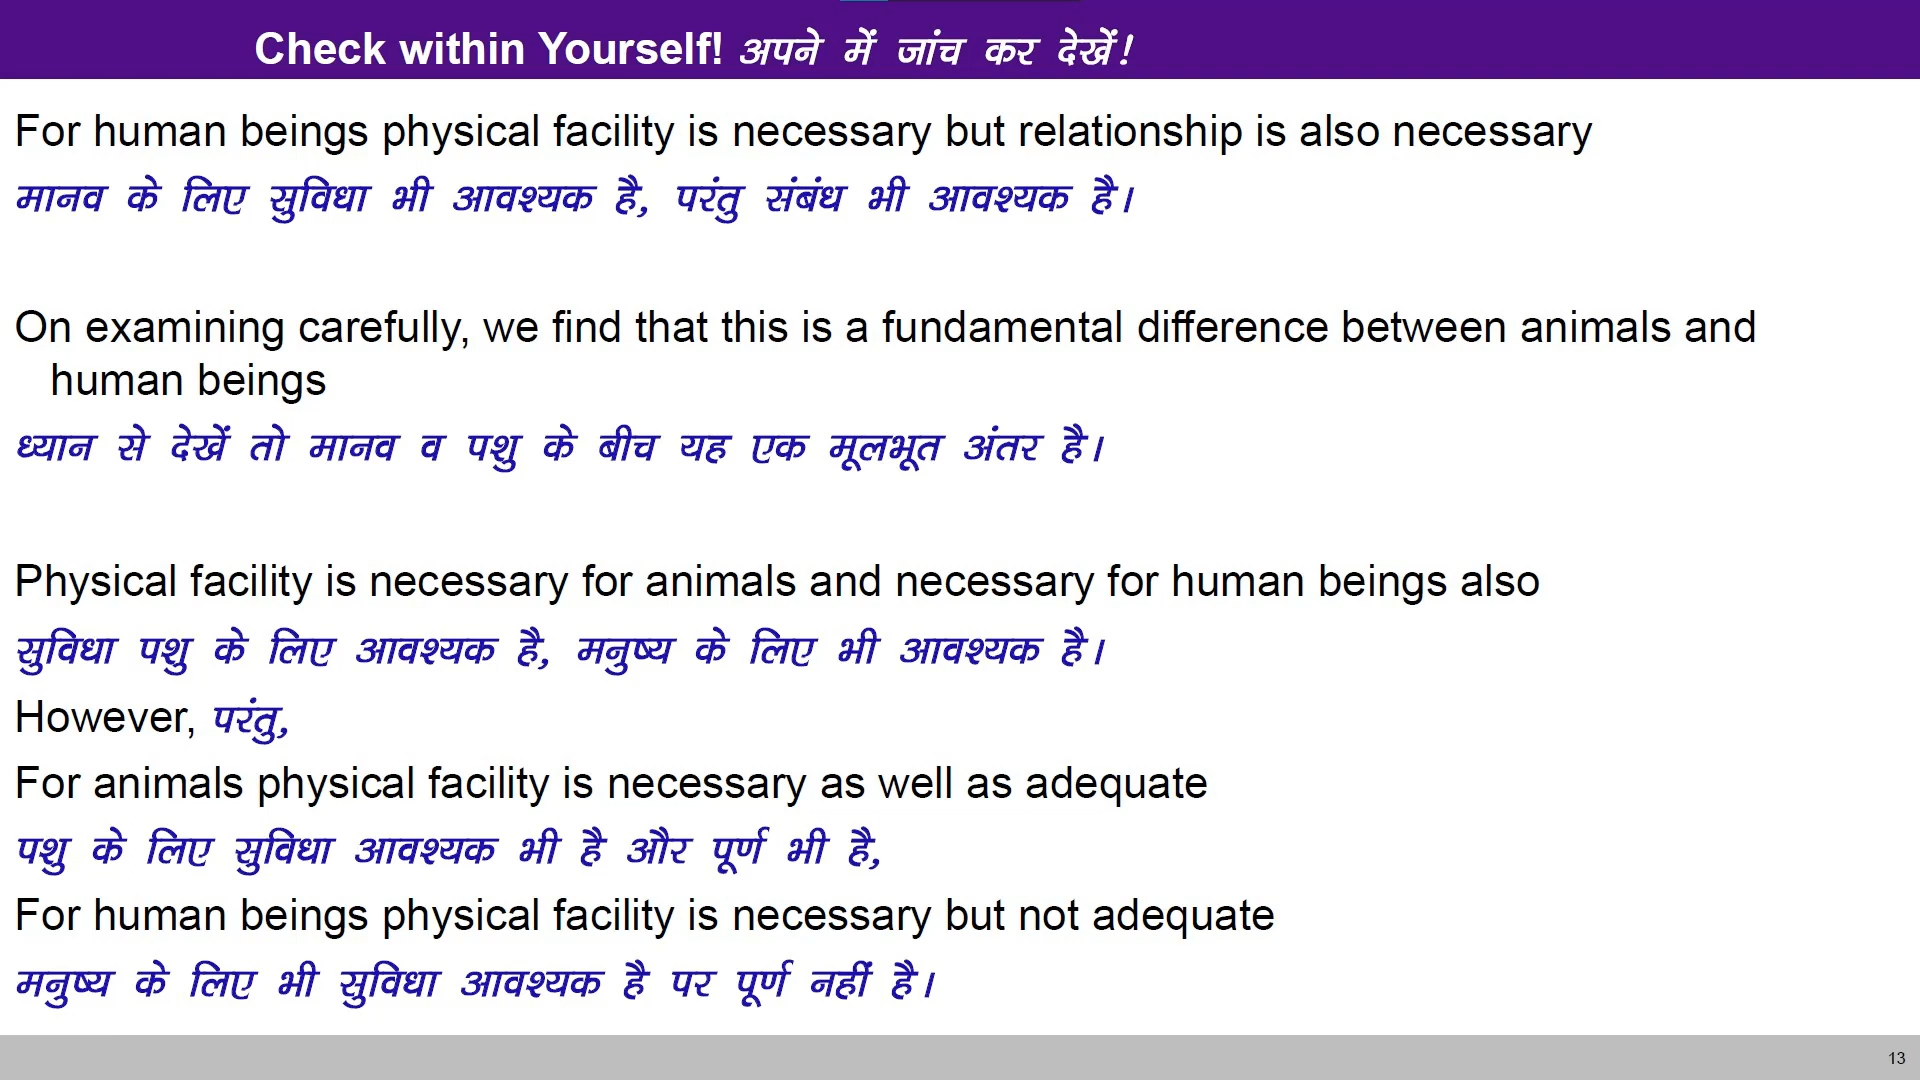 Check within Yourself! अपने में जांच कर देखें!
For human beings physical facility is necessary but relationship is also necessary
मानव के लिए सुविधा भी आवश्यक है, परंतु संबंध भी आवश्यक है।
On examining carefully, we find that this is a fundamental difference between animals and
human beings
ध्यान से देखें तो मानव व पशु के बीच यह एक मूलभूत अंतर है।
Physical facility is necessary for animals and necessary for human beings also
सुविधा पशु के लिए आवश्यक है, मनुष्य के लिए भी आवश्यक है।
However, परंतु,
For animals physical facility is necessary as well as adequate
पशु के लिए सुविधा आवश्यक भी है और पूर्ण भी है,
For human beings physical facility is necessary but not adequate
मनुष्य के लिए भी सुविधा आवश्यक है पर पूर्ण नहीं है।
13